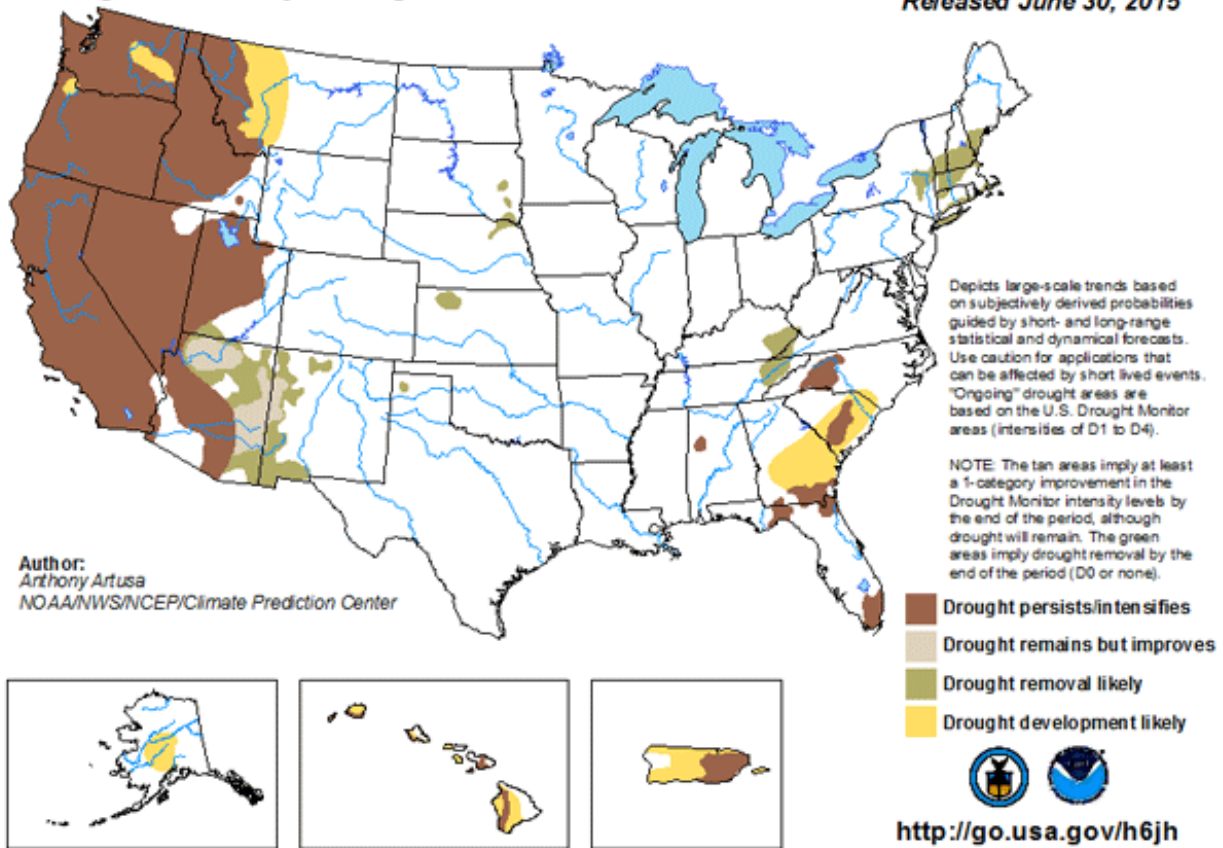 Released June 30, 2015
Depicts large-scale trends based
on subjectively derived probabilities
guided by short- and long-range
statistical and dynamical forecasts.
Use caution for applications that
can be affected by short lived events.
"Ongoing" drought areas are
based on the U.S. Drought Monitor
areas (intensities of D1 to D4).
NOTE: The tan areas imply at least
a 1-category improvement in the
Drought Monitor intensity levels by
the end of the period, although
drought will remain. The green
areas imply drought removal by the
end of the period (D0 or none).
Author:
Anthony Artusa
NOAA/NWS/NCEP/Climate Prediction Center
Drought persists/intensifies
Drought remains but improves
Drought removal likely
Drought development likely
http://go.usa.gov/h6jh